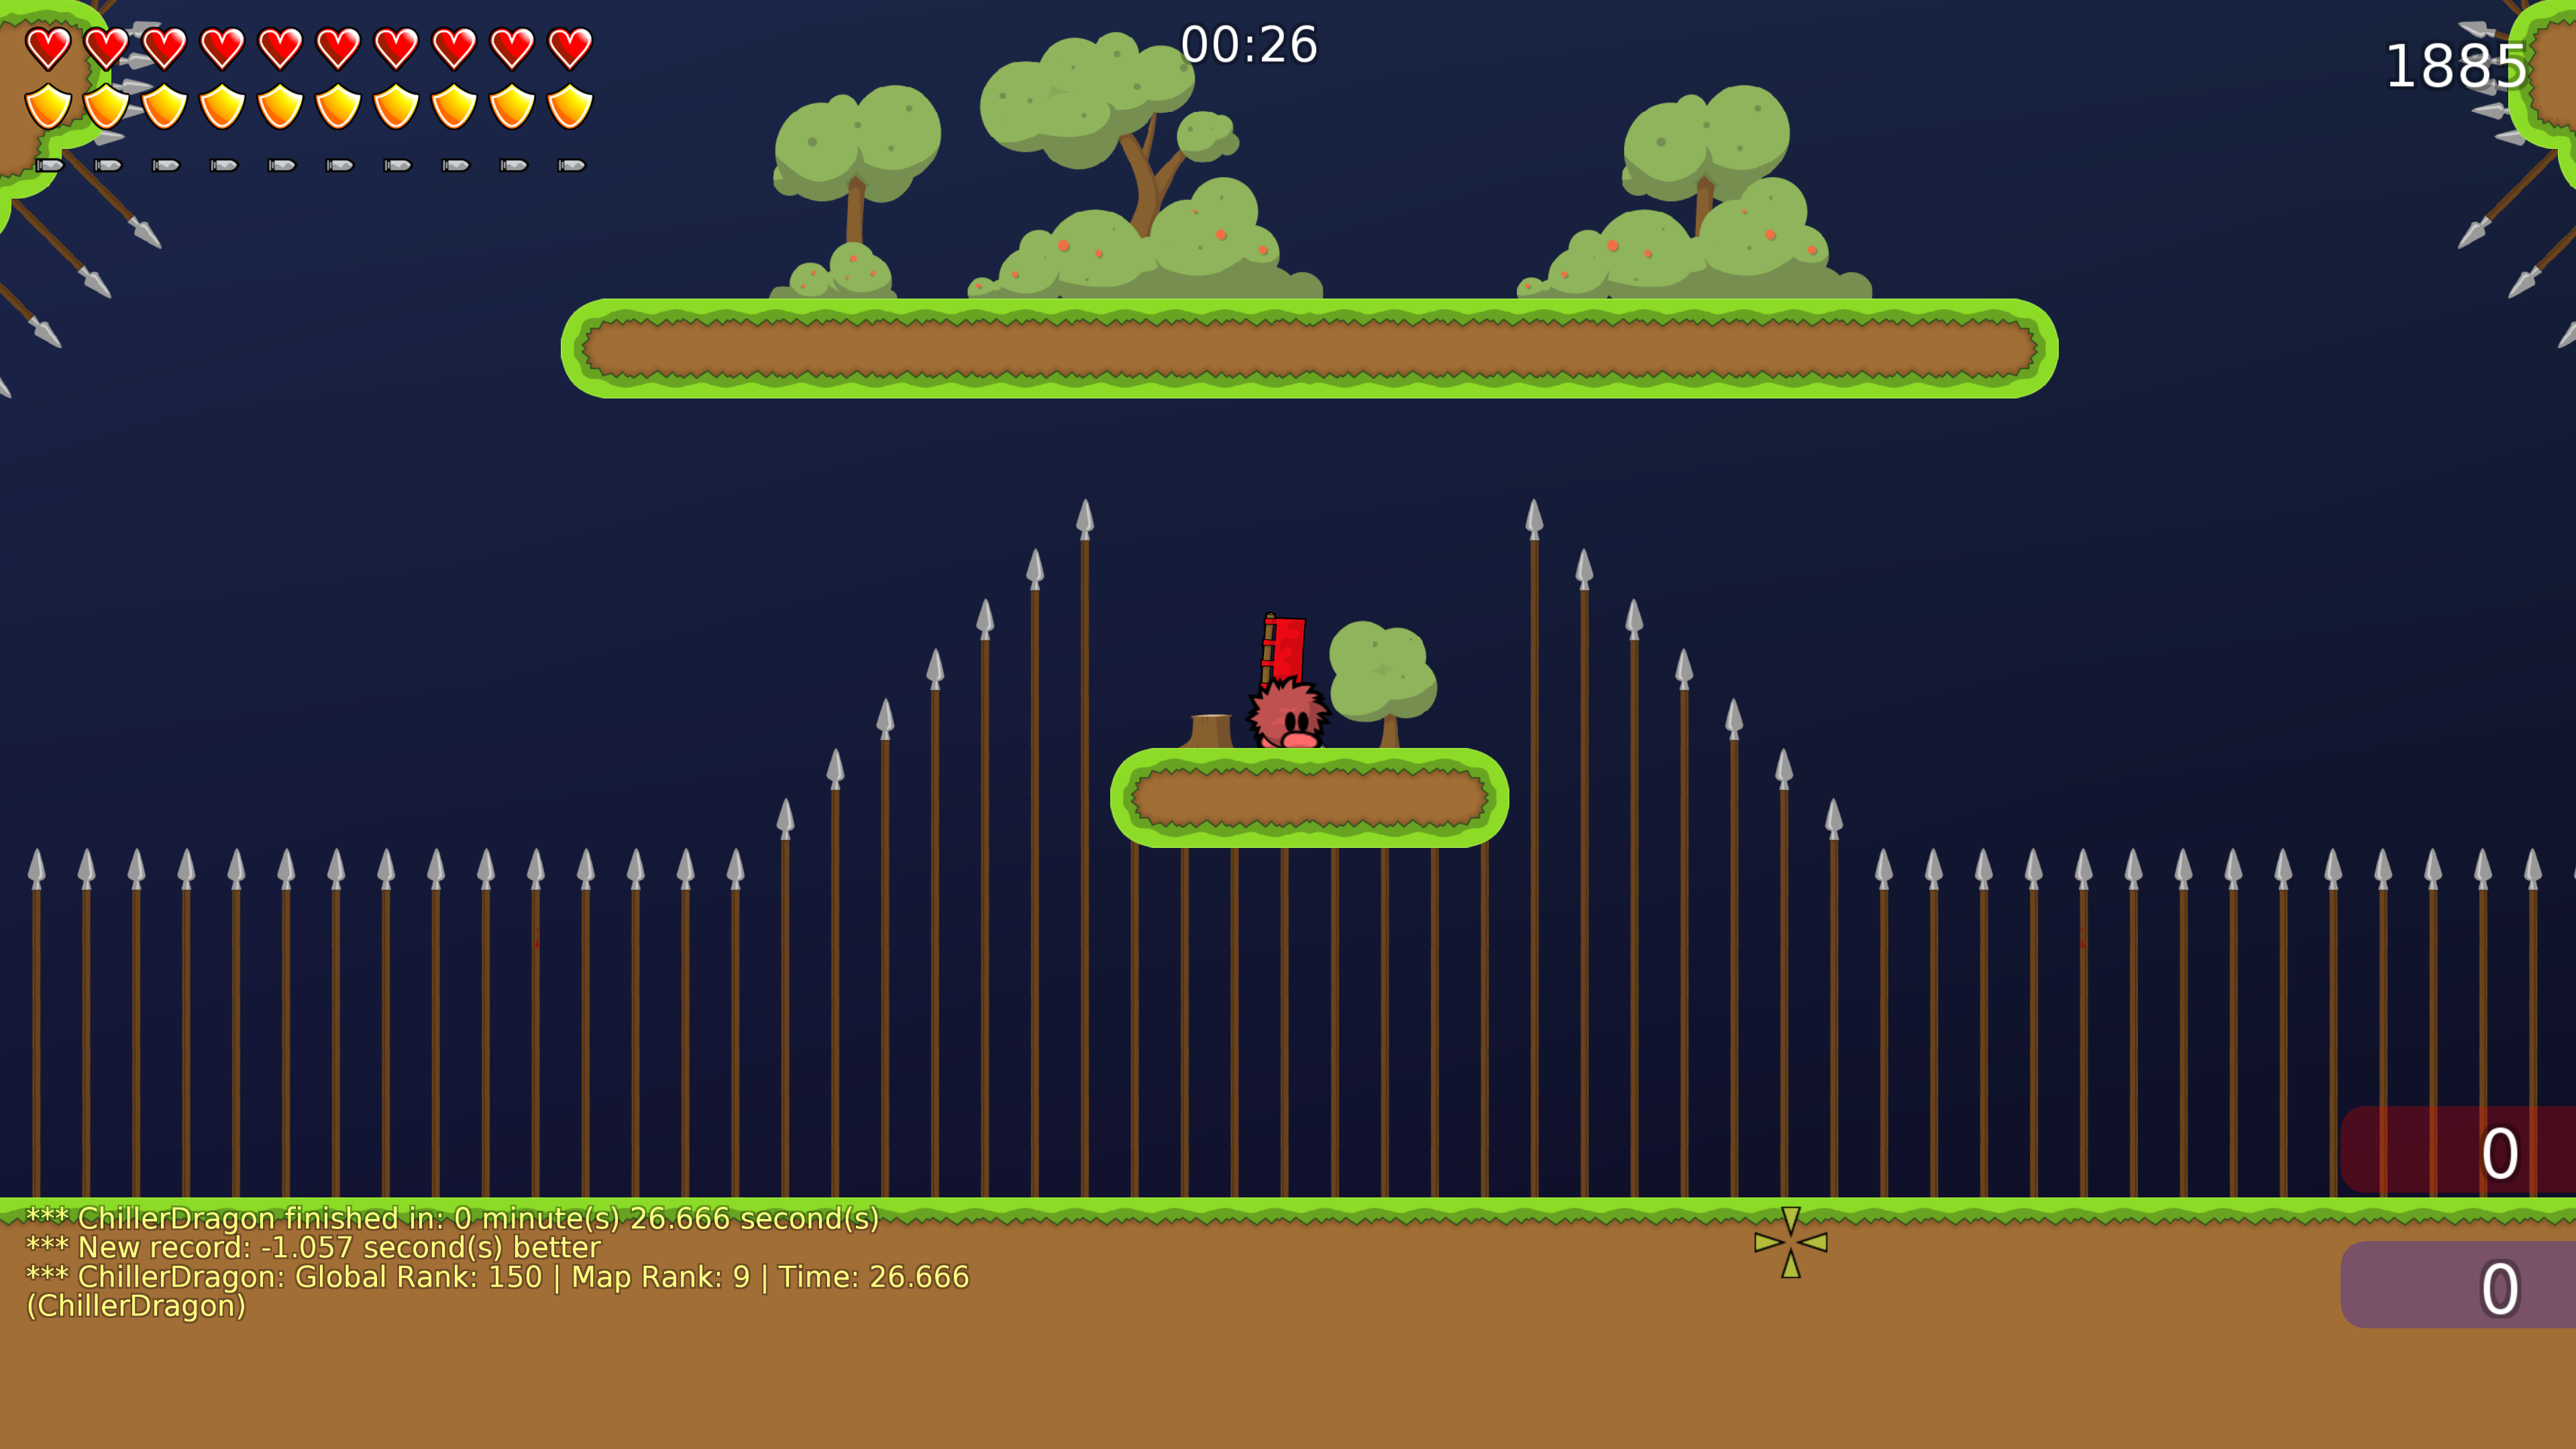 00:26
1885
0
*** ChillerDragon finished in: 0 minute(s) 26.666 second(s)
*** New record: -1.057 second(s) better
*** ChillerDragon: Global Rank: 150 | Map Rank: 9 | Time: 26.666
(ChillerDragon)
0